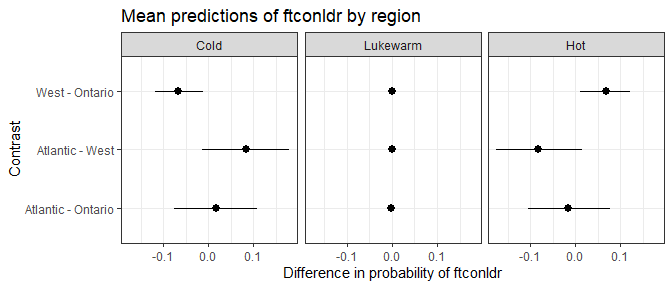 Mean predictions of ftconldr by region
Cold Lukewarm Hot
Contrast
West - Ontario
Atlantic - West
Atlantic - Ontario
-0.1 0.0 0.1 -0.1 0.0 0.1 -0.1 0.0 0.1
Difference in probability of ftconldr